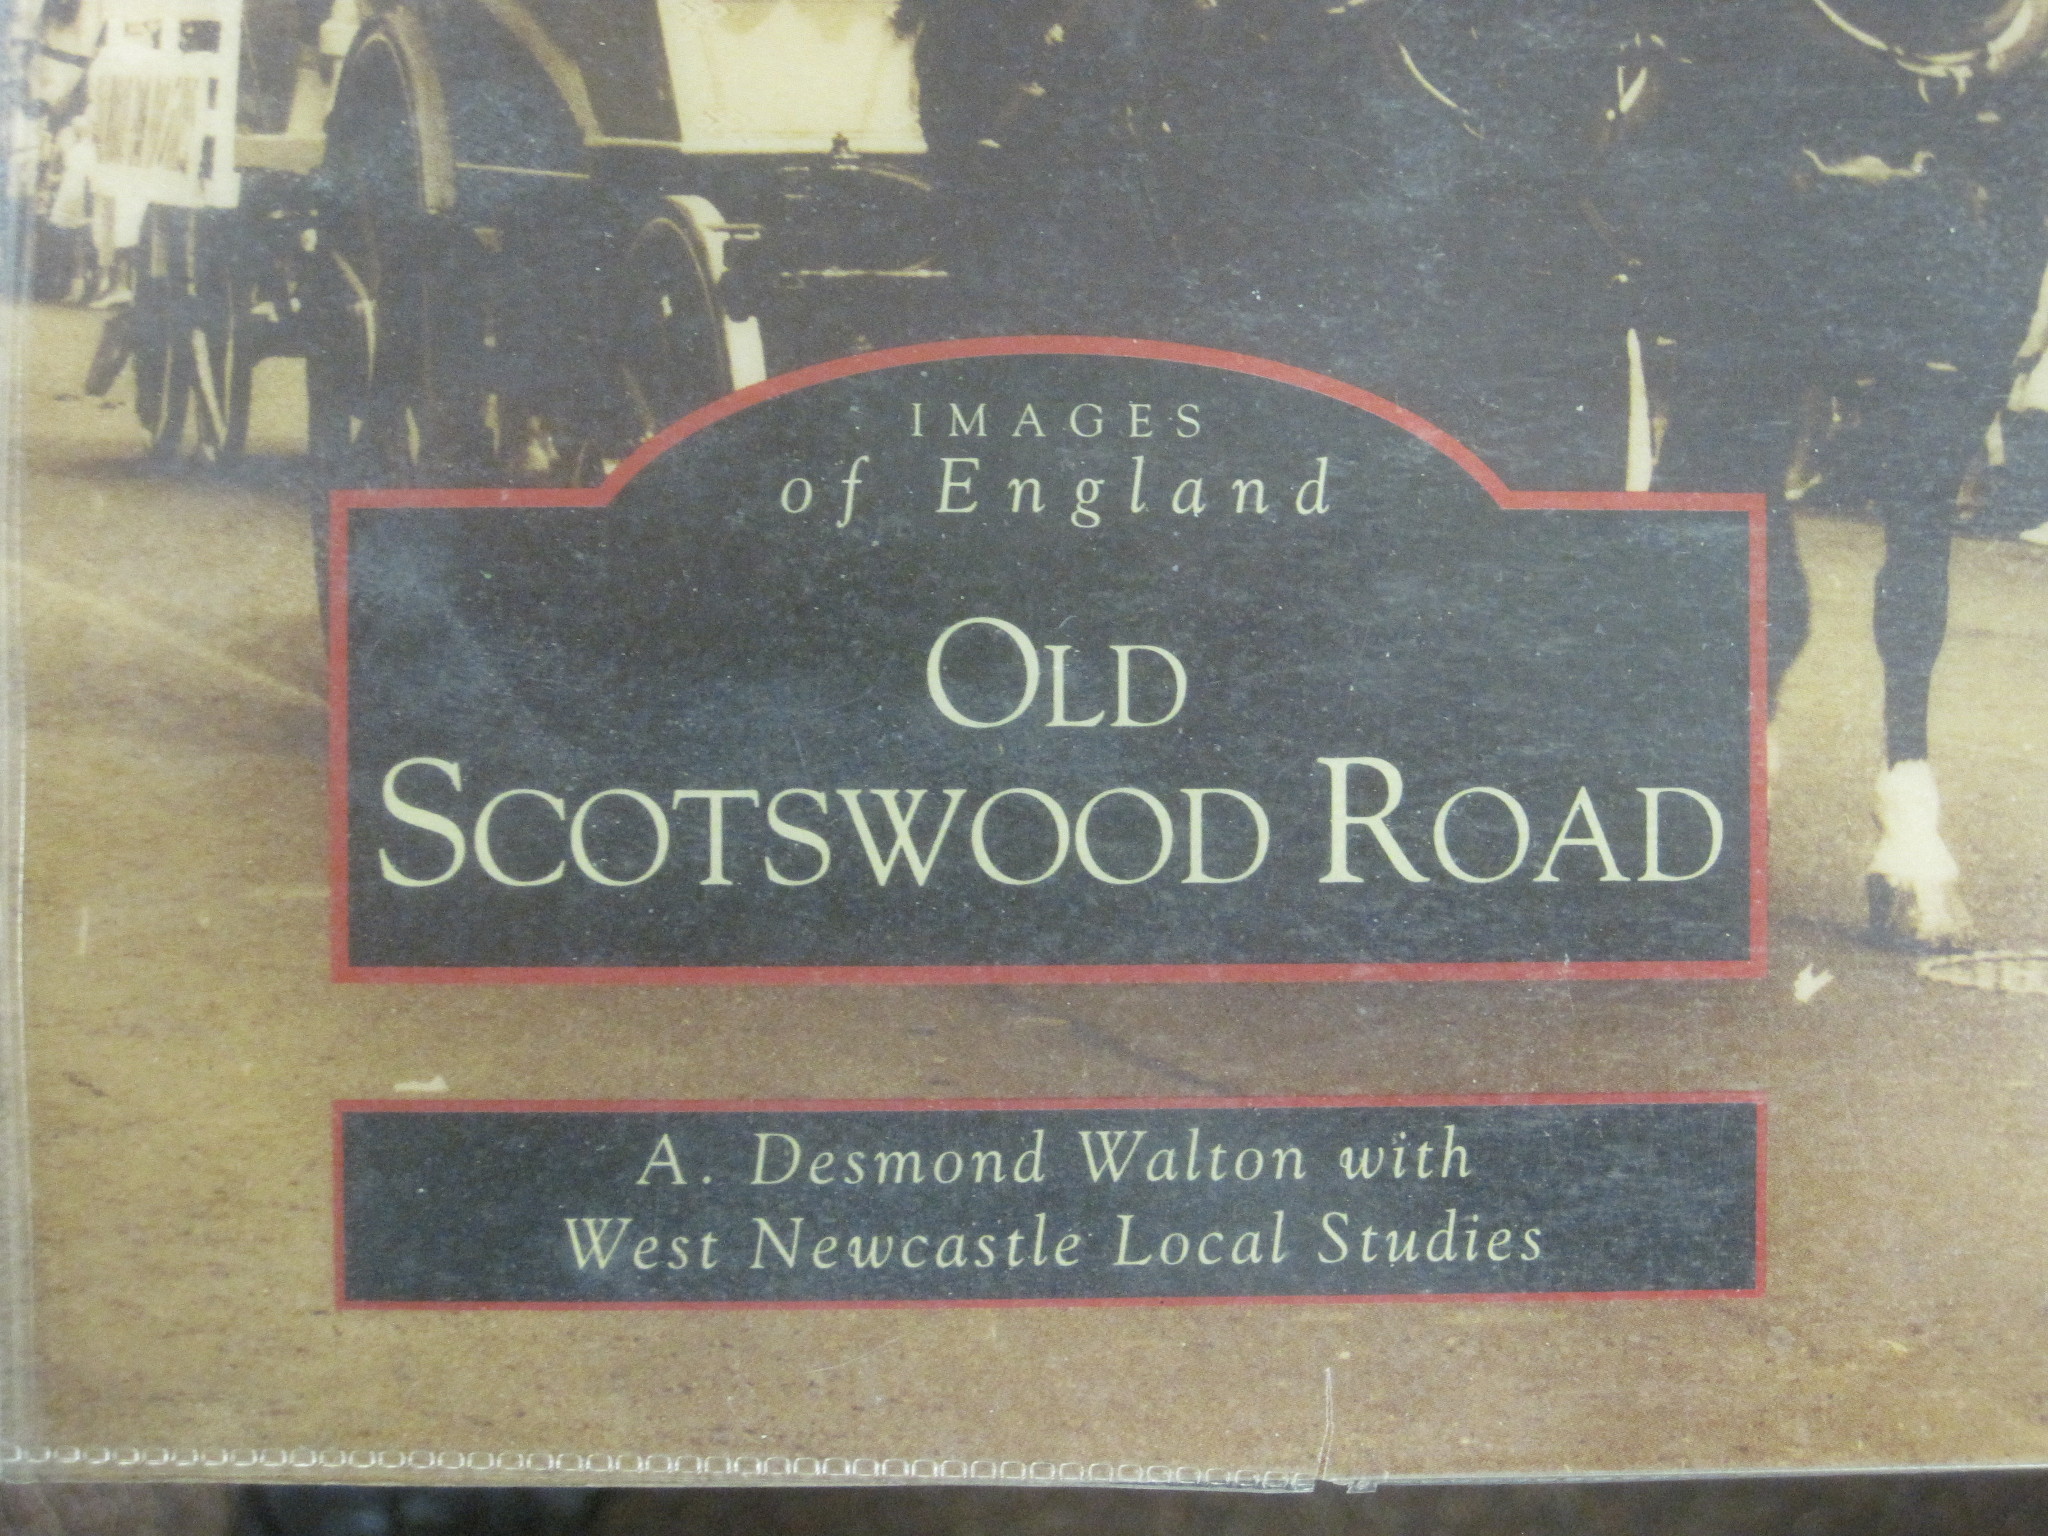 IMAGES
of England
OLD
SCOTSWOOD ROAD
A. Desmond Walton with
West Newcastle Local Studies